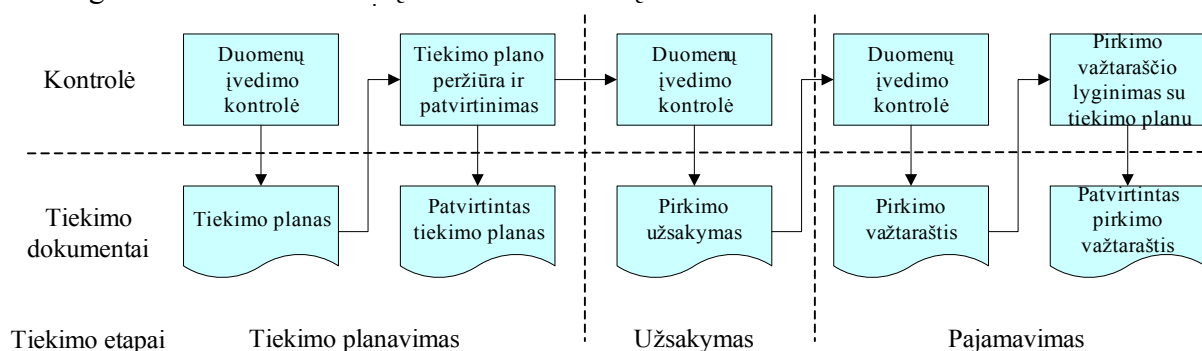 Kontrolė
Duomenų
įvedimo
kontrolė
Tiekimo plano
peržiūra ir
patvirtinimas
Duomenų
įvedimo
kontrolė
Duomenų
įvedimo
kontrolė
Pirkimo
važtaraščio
lyginimas su
tiekimo planu
Tiekimo
dokumentai
Tiekimo planas
Patvirtintas
tiekimo planas
Pirkimo
užsakymas
Pirkimo
važtaraštis
Patvirtintas
pirkimo
važtaraštis
Tiekimo etapai
Tiekimo planavimas
Užsakymas
Pajamavimas